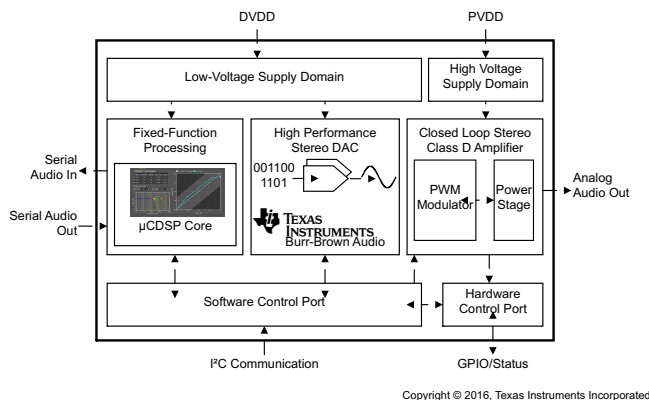 DVDD
PVDD
Low-Voltage Supply Domain
High Voltage
Supply Domain
Fixed-Function
Processing
µCDSP Core
High Performance
Stereo DAC
001100
1101
TEXAS
INSTRUMENTS
Burr-Brown Audio
Closed Loop Stereo
Class D Amplifier
PWM
Modulator
Power
Stage
Serial
Audio In
Serial Audio
Out
Analog
Audio Out
Software Control Port
Hardware
Control Port
I²C Communication
GPIO/Status
Copyright © 2016, Texas Instruments Incorporated